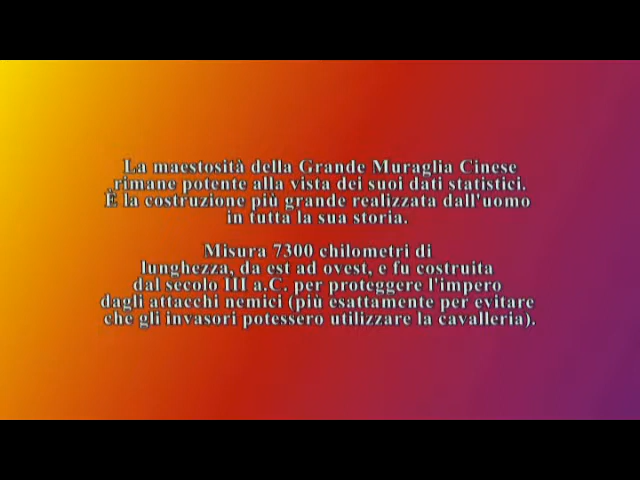 La maestosità della Grande Muraglia Cinese
rimane potente alla vista dei suoi dati statistici.
È la costruzione più grande realizzata dall'uomo
in tutta la sua storia.
Misura 7300 chilometri di
lunghezza, da est ad ovest, e fu costruita
dal secolo III a.C. per proteggere l'impero
dagli attacchi nemici (più esattamente per evitare
che gli invasori potessero utilizzare la cavalleria).